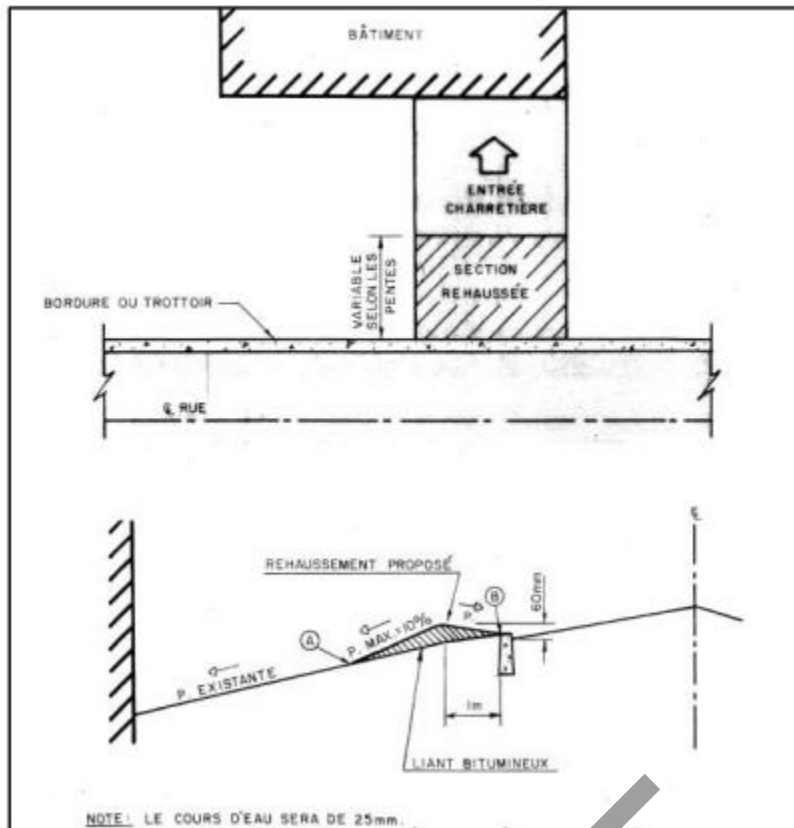 BÂTIMENT
ENTRÉE
CHARRETIÈRE
VARIABLE
SELON LES
PENTES
SECTION
REHAUSSÉE
BORDURE OU TROTTOIR
℄ RUE
℄
REHAUSSEMENT PROPOSÉ
B
P.
60mm
A
P. MAX.=10%
P. EXISTANTE
1m
LIANT BITUMINEUX
NOTE: LE COURS D'EAU SERA DE 25mm.